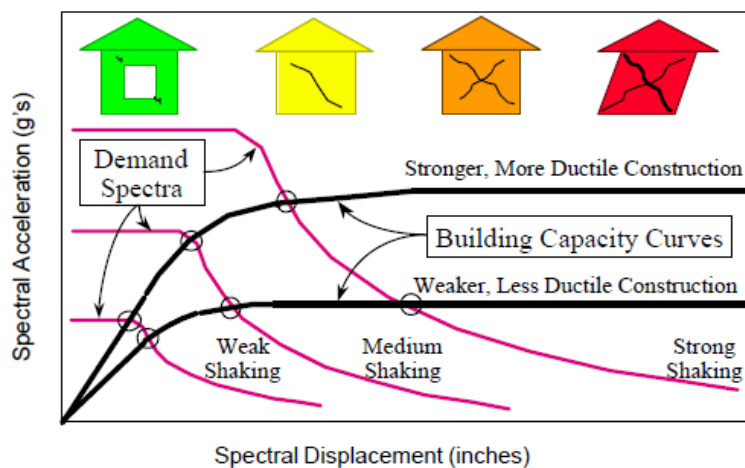 Demand
Spectra
Stronger, More Ductile Construction
Building Capacity Curves
Weaker, Less Ductile Construction
Weak
Shaking
Medium
Shaking
Strong
Shaking
Spectral Acceleration (g's)
Spectral Displacement (inches)